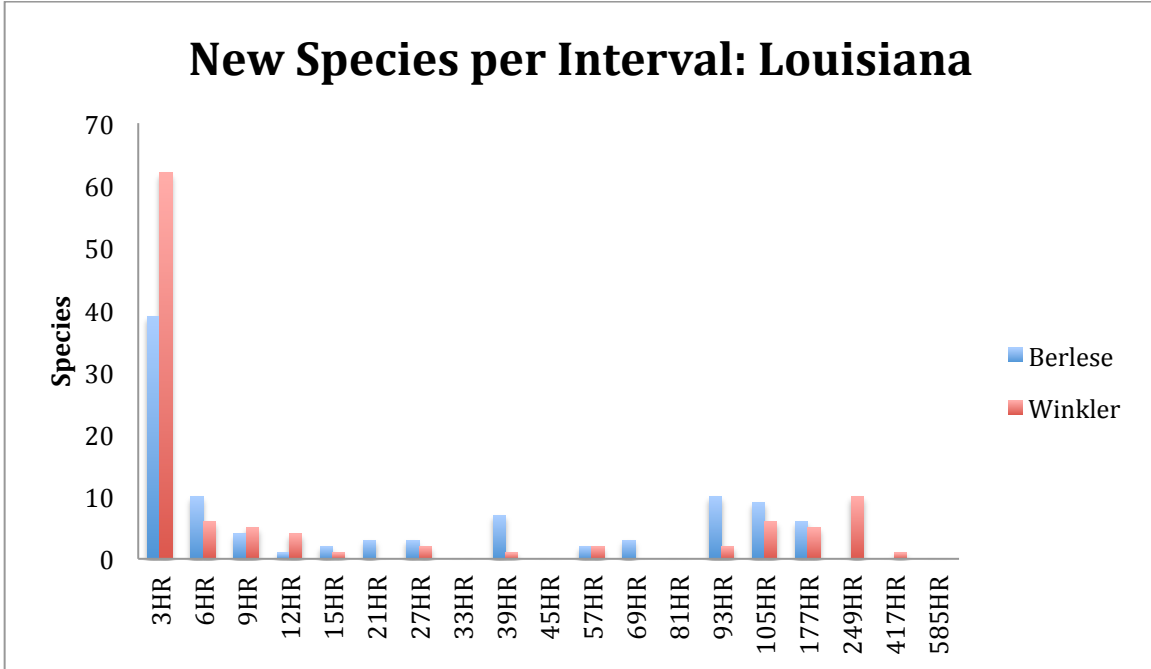 New Species per Interval: Louisiana
Species
70
60
50
40
30
20
10
0
3HR
6HR
9HR
12HR
15HR
21HR
27HR
33HR
39HR
45HR
57HR
69HR
81HR
93HR
105HR
177HR
249HR
417HR
585HR
Berlese
Winkler